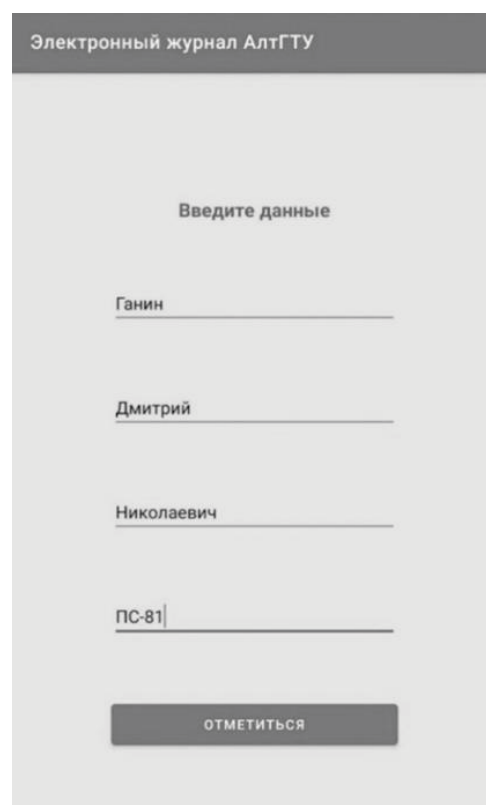 Электронный журнал АлтГТУ
Введите данные
Ганин
Дмитрий
Николаевич
ПС-81
ОТМЕТИТЬСЯ